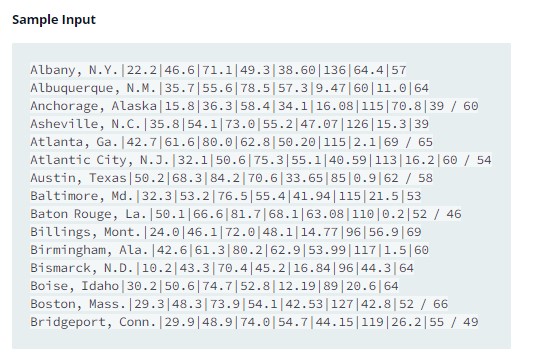 Sample Input
Albany, N.Y.|22.2|46.6|71.1|49.3|38.60|136|64.4|57
Albuquerque, N.M.|35.7|55.6|78.5|57.3|9.47|60|11.0|64
Anchorage, Alaska|15.8|36.3|58.4|34.1|16.08|115|70.8|39 / 60
Asheville, N.C.|35.8|54.1|73.0|55.2|47.07|126|15.3|39
Atlanta, Ga.|42.7|61.6|80.0|62.8|50.20|115|2.1|69 / 65
Atlantic City, N.J.|32.1|50.6|75.3|55.1|40.59|113|16.2|60 / 54
Austin, Texas|50.2|68.3|84.2|70.6|33.65|85|0.9|62 / 58
Baltimore, Md.|32.3|53.2|76.5|55.4|41.94|115|21.5|53
Baton Rouge, La.|50.1|66.6|81.7|68.1|63.08|110|0.2|52 / 46
Billings, Mont.|24.0|46.1|72.0|48.1|14.77|96|56.9|69
Birmingham, Ala.|42.6|61.3|80.2|62.9|53.99|117|1.5|60
Bismarck, N.D.|10.2|43.3|70.4|45.2|16.84|96|44.3|64
Boise, Idaho|30.2|50.6|74.7|52.8|12.19|89|20.6|64
Boston, Mass.|29.3|48.3|73.9|54.1|42.53|127|42.8|52 / 66
Bridgeport, Conn.|29.9|48.9|74.0|54.7|44.15|119|26.2|55 / 49